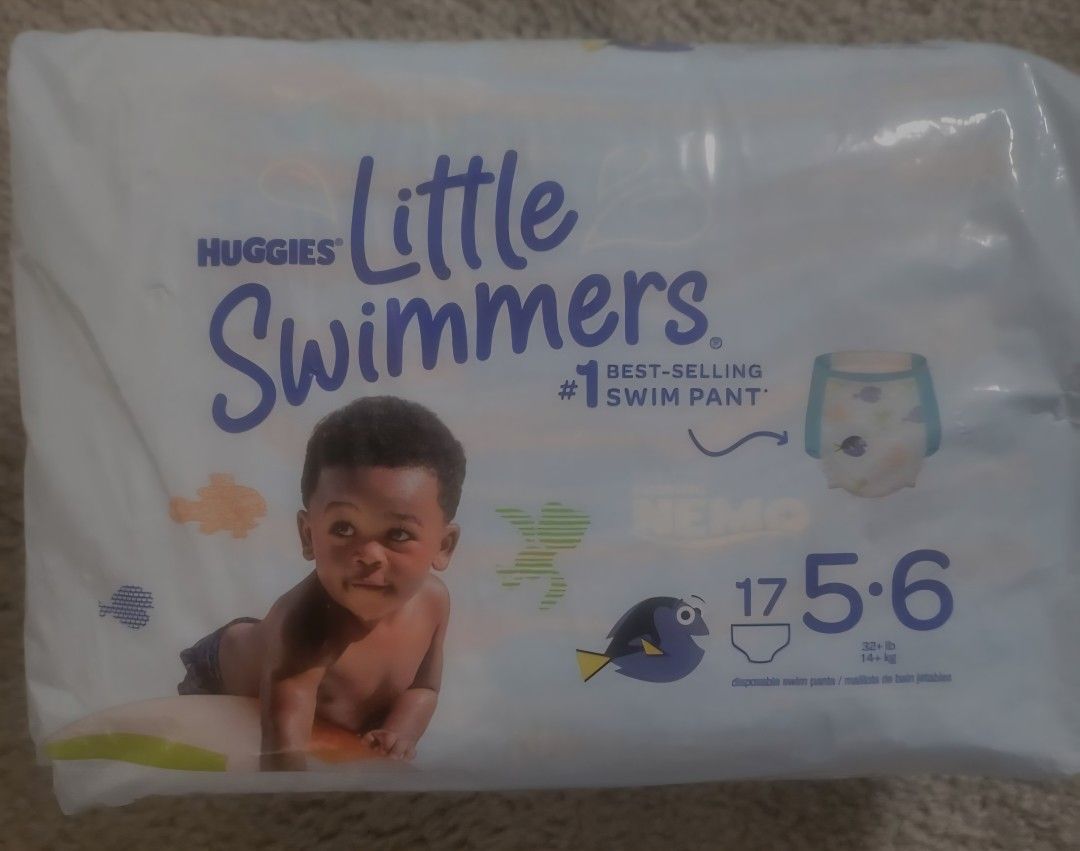 HUGGIES® Little
Swimmers®
#1 BEST-SELLING
SWIM PANT*
NEMO
17 5·6
32+ lb
14+ kg
disposable swim pants / maillots de bain jetables